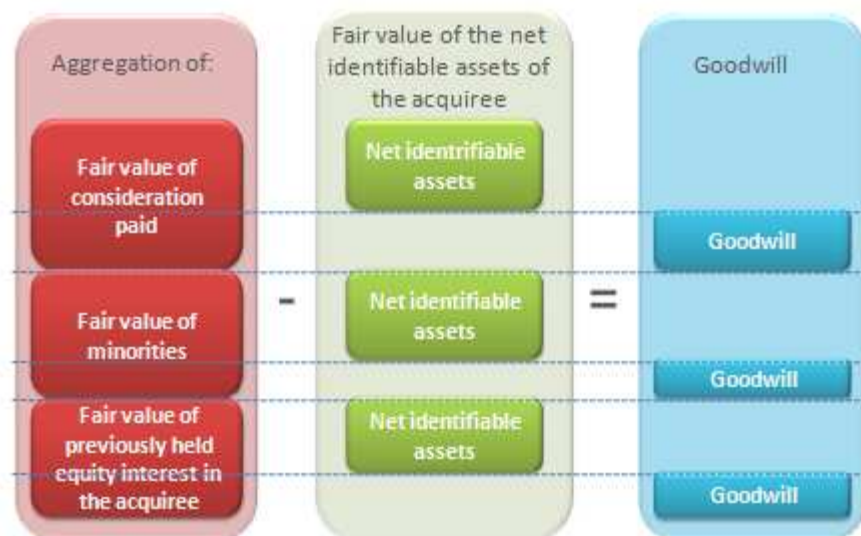 Aggregation of:
Fair value of
consideration
paid
Fair value of
minorities
Fair value of
previously held
equity interest in
the acquiree
-
Fair value of the net
identifiable assets of
the acquiree
Net identrifiable
assets
Net identifiable
assets
Net identifiable
assets
=
Goodwill
Goodwill
Goodwill
Goodwill